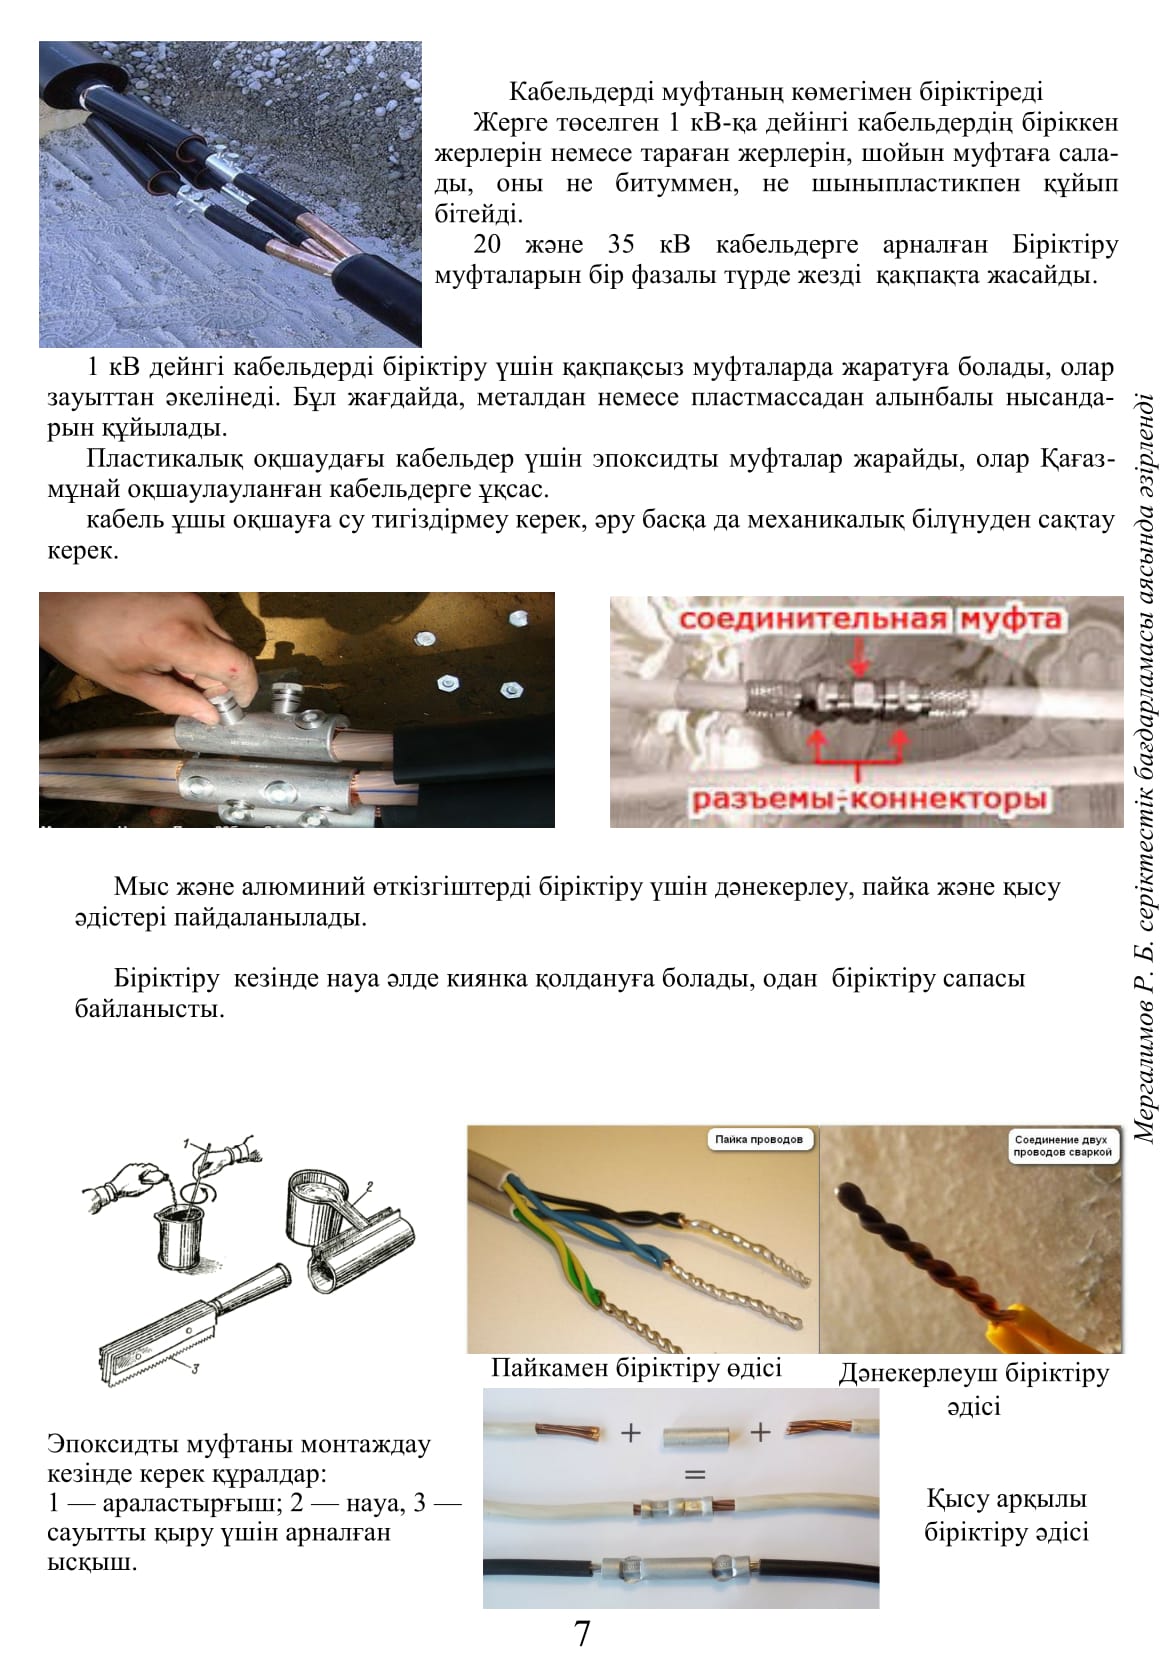 Кабельдерді муфтаның көмегімен біріктіреді
Жерге төселген 1 кВ-қа дейінгі кабельдердің біріккен
жерлерін немесе тараған жерлерін, шойын муфтаға сала-
ды, оны не битуммен, не шыныпластикпен құйып
бітейді.
20 және 35 кВ кабельдерге арналған Біріктіру
муфталарын бір фазалы түрде жезді қақпақта жасайды.
1 кВ дейнгі кабельдерді біріктіру үшін қақпақсыз муфталарда жаратуға болады, олар
зауыттан әкелінеді. Бұл жағдайда, металдан немесе пластмассадан алынбалы нысанда-
рын құйылады.
Пластикалық оқшаудағы кабельдер үшін эпоксидты муфталар жарайды, олар Қағаз-
мұнай оқшаулауланған кабельдерге ұқсас.
кабель ұшы оқшауға су тигіздірмеу керек, әру басқа да механикалық білүнуден сақтау
керек.
соединительная муфта
разъемы-коннекторы
Мыс және алюминий өткізгіштерді біріктіру үшін дәнекерлеу, пайка және қысу
әдістері пайдаланылады.
Біріктіру кезінде науа әлде киянка қолдануға болады, одан біріктіру сапасы
байланысты.
1
2
3
Пайка проводов
Соединение двух
проводов сваркой
Пайкамен біріктіру өдісі
Дәнекерлеуш біріктіру
әдісі
Эпоксидты муфтаны монтаждау
кезінде керек құралдар:
1 — араластырғыш; 2 — науа, 3 —
сауытты қыру үшін арналған
ысқыш.
+ +
=
Қысу арқылы
біріктіру әдісі
7
Мергалимов Р. Б. серіктестік бағдарламасы аясында әзірленді